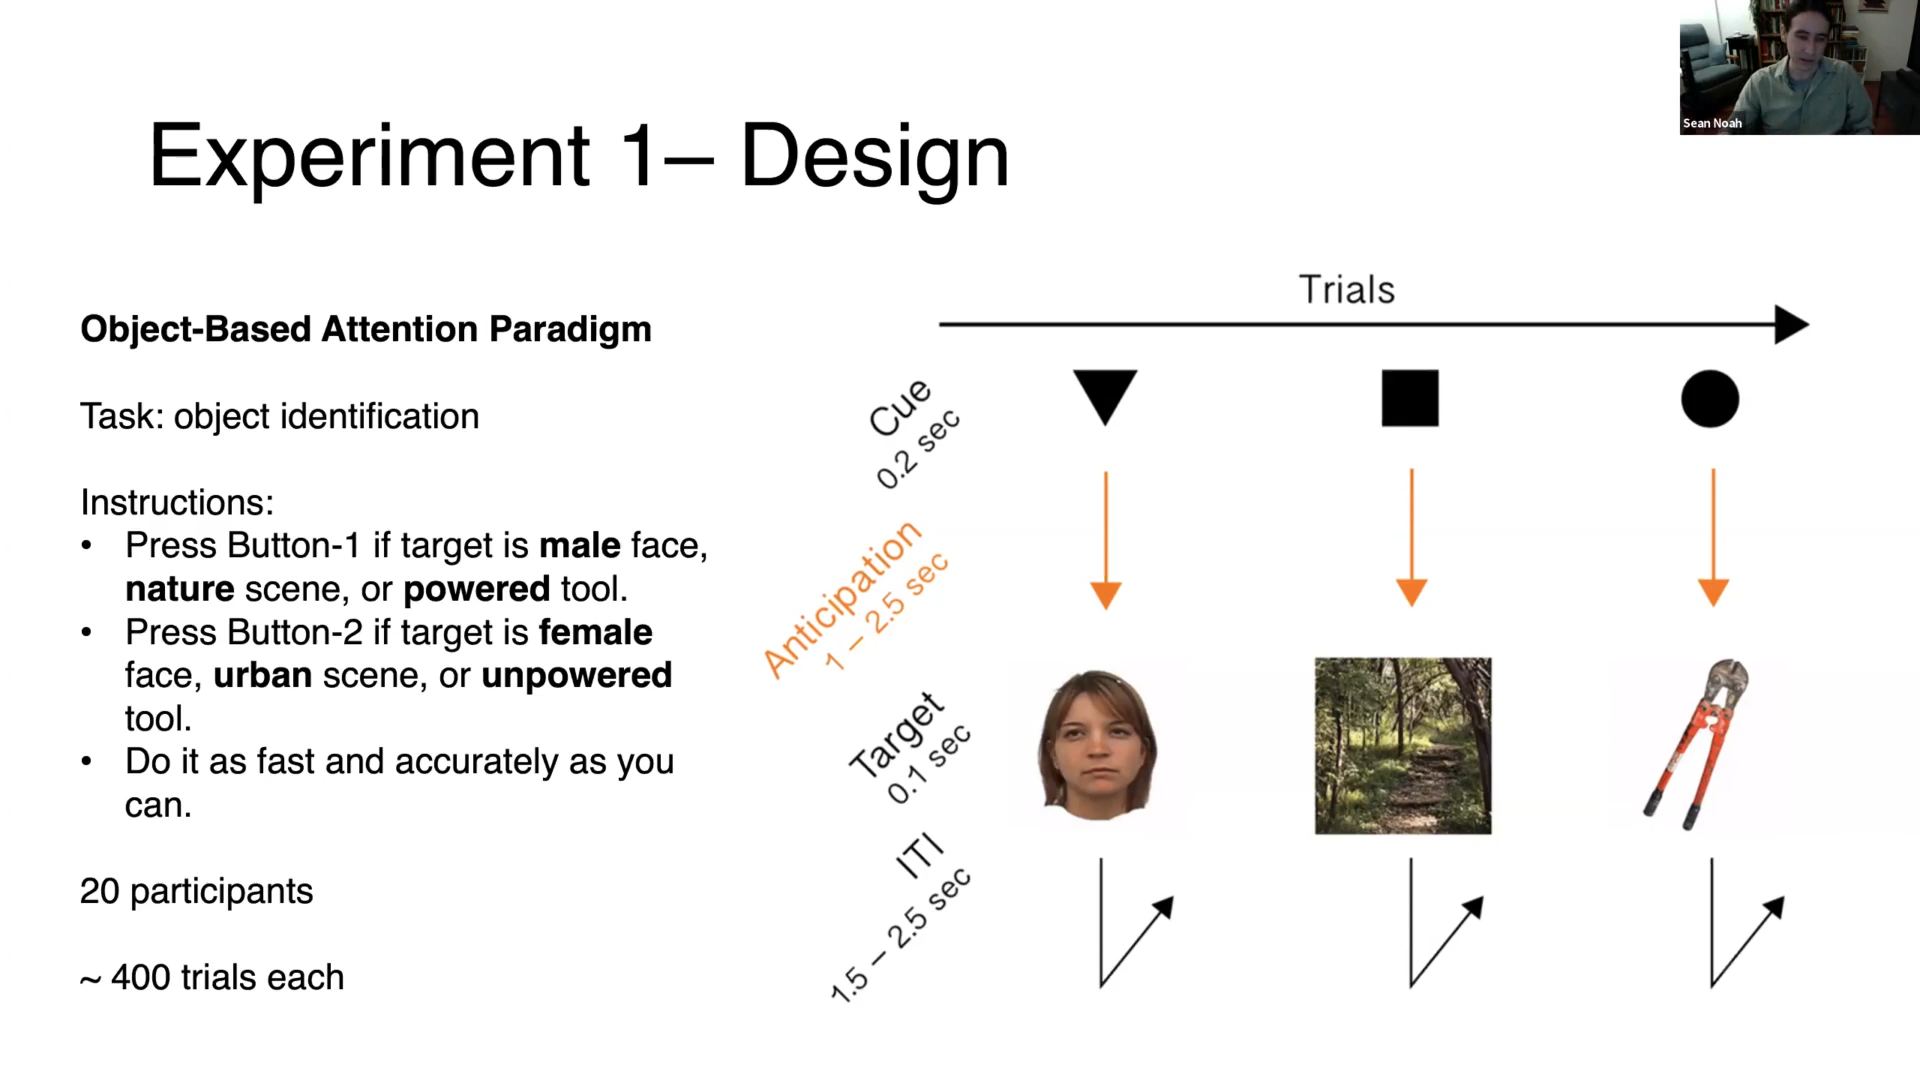 Sean Noah
Experiment 1– Design
Object-Based Attention Paradigm
Task: object identification
Instructions:
• Press Button-1 if target is male face,
nature scene, or powered tool.
• Press Button-2 if target is female
face, urban scene, or unpowered
tool.
• Do it as fast and accurately as you
can.
20 participants
~ 400 trials each
Trials
Cue
0.2 sec
Anticipation
1 – 2.5 sec
Target
0.1 sec
ITI
1.5 – 2.5 sec